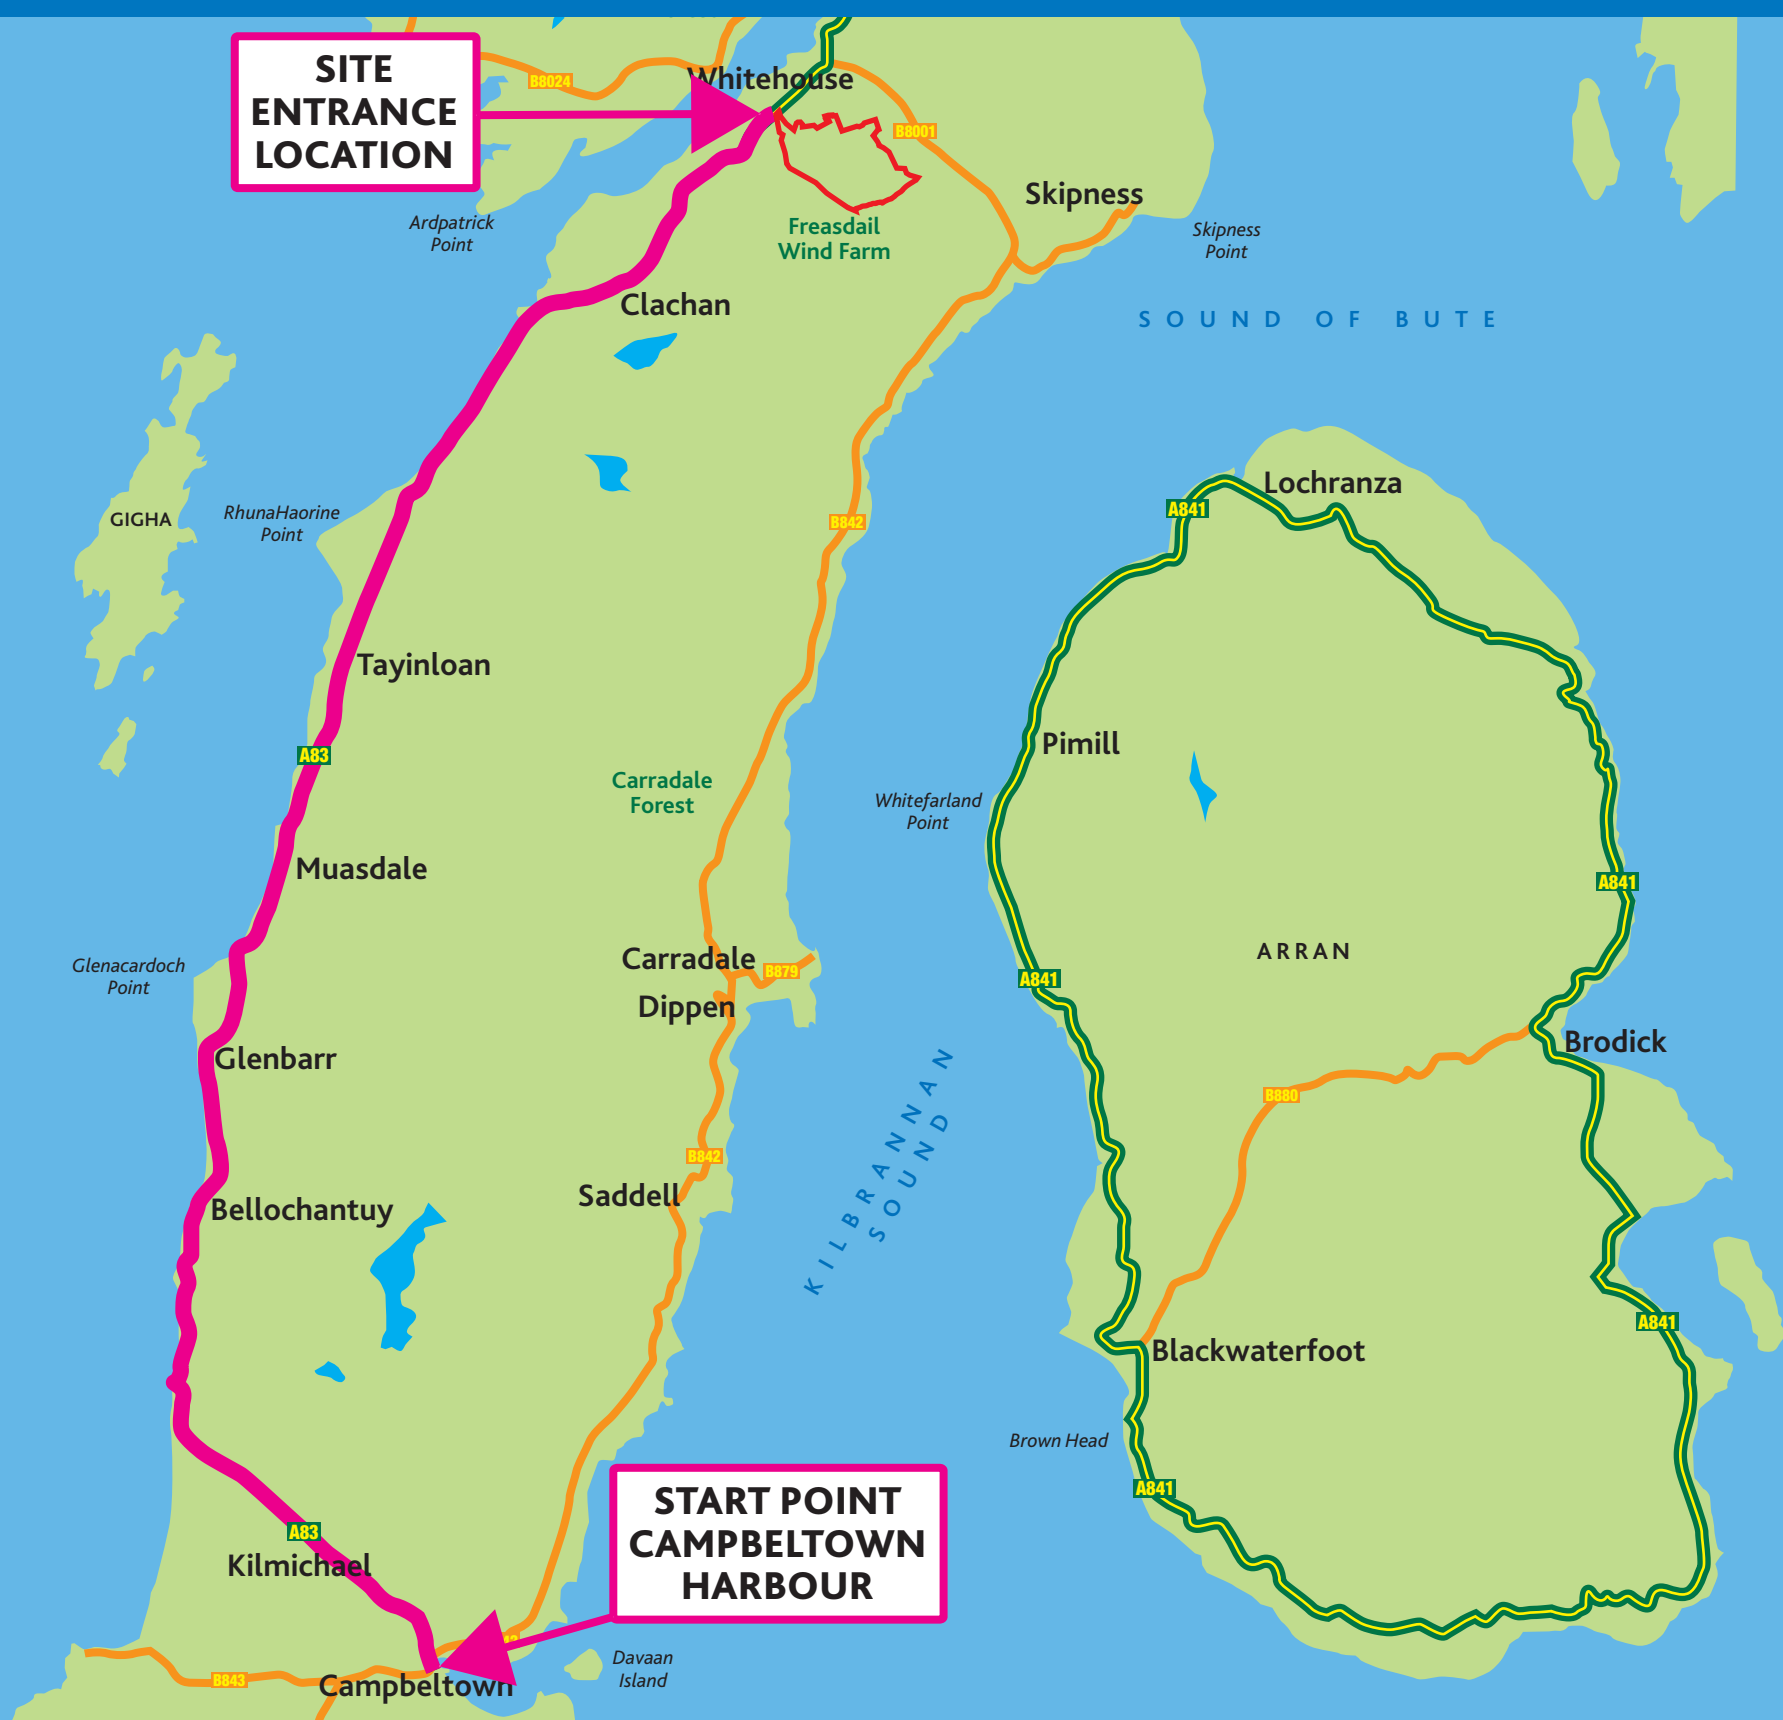 SITE
ENTRANCE
LOCATION
B8024
Whitehouse
B8001
Skipness
Ardpatrick
Point
Freasdail
Wind Farm
Skipness
Point
Clachan
SOUND OF BUTE
Lochranza
A841
GIGHA
RhunaHaorine
Point
B842
Tayinloan
A83
Pimill
Carradale
Forest
Whitefarland
Point
Muasdale
A841
ARRAN
Carradale
B879
Glenacardoch
Point
A841
Dippen
Brodick
Glenbarr
B880
KILBRANNAN
SOUND
B842
Saddell
Bellochantuy
A841
Blackwaterfoot
Brown Head
A841
START POINT
CAMPBELTOWN
HARBOUR
A83
Kilmichael
Davaan
Island
B843
Campbeltown